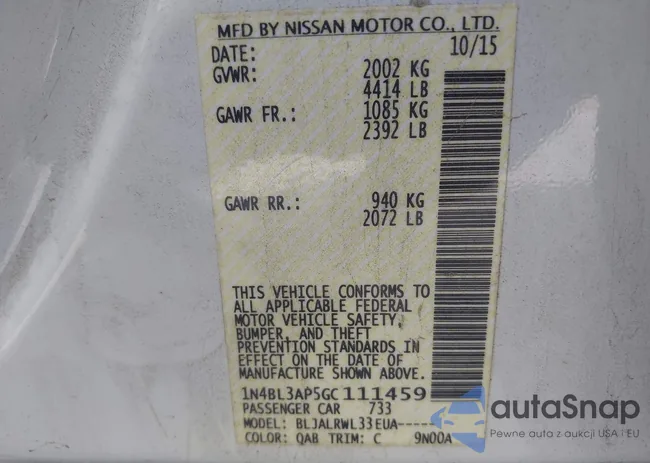 MFD BY NISSAN MOTOR CO., LTD.
DATE: 10/15
GVWR: 2002 KG
4414 LB
GAWR FR.: 1085 KG
2392 LB
GAWR RR.: 940 KG
2072 LB
THIS VEHICLE CONFORMS TO
ALL APPLICABLE FEDERAL
MOTOR VEHICLE SAFETY,
BUMPER, AND THEFT
PREVENTION STANDARDS IN
EFFECT ON THE DATE OF
MANUFACTURE SHOWN ABOVE.
1N4BL3AP5GC111459
PASSENGER CAR 733
MODEL: BLJALRWL33EUA-----
COLOR: QAB TRIM: C 9N00A
autoSnap
Pewne auta z aukcji USA i EU